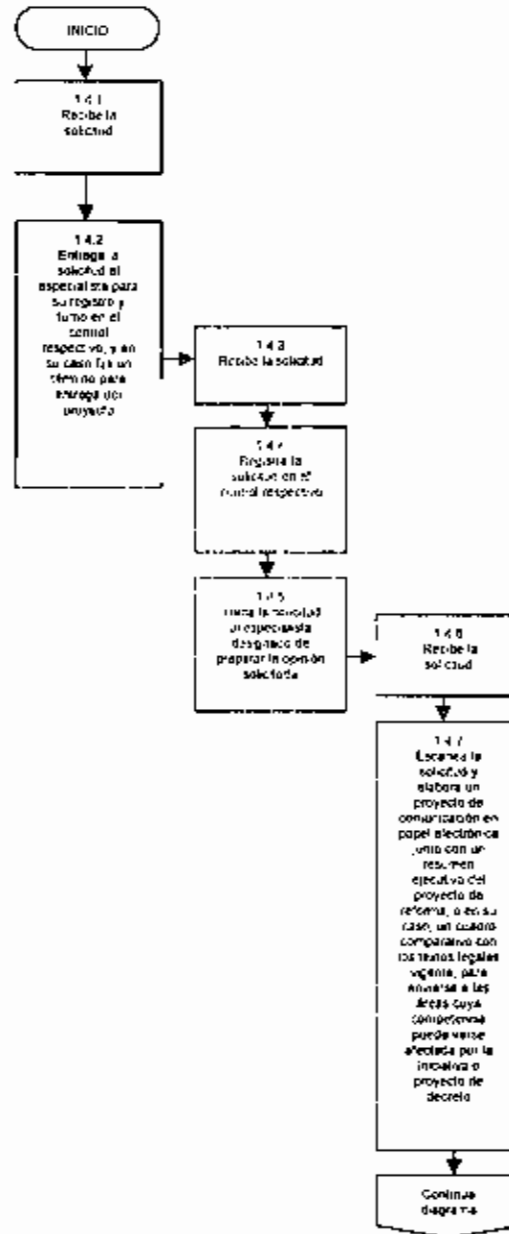 INICIO
1.4.1
Recibe la
solicitud
1.4.2
Entrega la
solicitud al
especialista para
su registro y
turno en el
control
respectivo, y en
su caso fija un
término para
entrega del
proyecto
1.4.3
Recibe la solicitud
1.4.4
Registra la
solicitud en el
control respectivo
1.4.5
Turna la solicitud
al especialista
designado de
preparar la opinión
solicitada
1.4.6
Recibe la
solicitud
1.4.7
Escanea la
solicitud y
elabora un
proyecto de
comunicación en
papel electrónica
junto con un
resumen
ejecutivo del
proyecto de
reforma, o en su
caso, un cuadro
comparativo con
los textos legales
vigente, para
enviarse a las
áreas cuya
competencia
puede verse
afectada por la
iniciativa o
proyecto de
decreto
Continua
diagrama